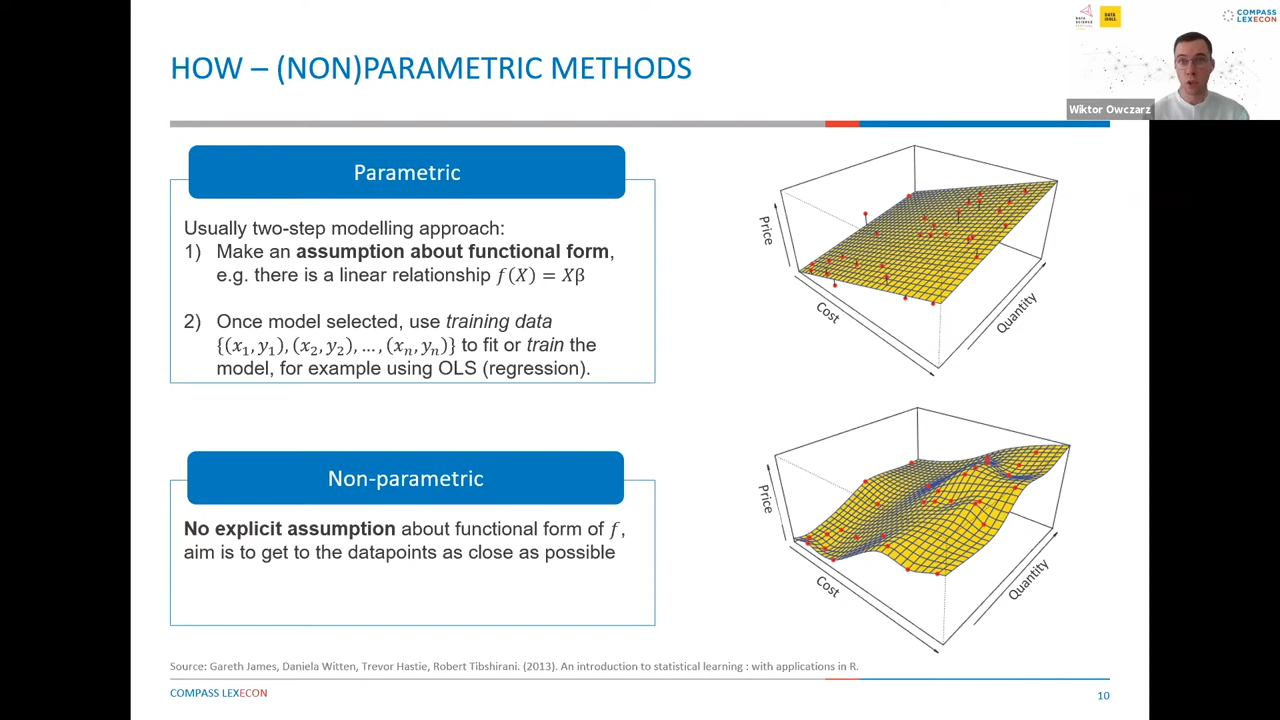 COMPASS
LEXECON
DATA
SCIENCE
HOW – (NON)PARAMETRIC METHODS
Wiktor Owczarz
Parametric
Usually two-step modelling approach:
1) Make an assumption about functional form,
e.g. there is a linear relationship f(X) = Xβ
2) Once model selected, use training data
{(x₁, y₁), (x₂, y₂), … , (xₙ, yₙ)} to fit or train the
model, for example using OLS (regression).
Price
Cost
Quantity
Non-parametric
No explicit assumption about functional form of f,
aim is to get to the datapoints as close as possible
Price
Cost
Quantity
Source: Gareth James, Daniela Witten, Trevor Hastie, Robert Tibshirani. (2013). An introduction to statistical learning : with applications in R.
COMPASS LEXECON
10